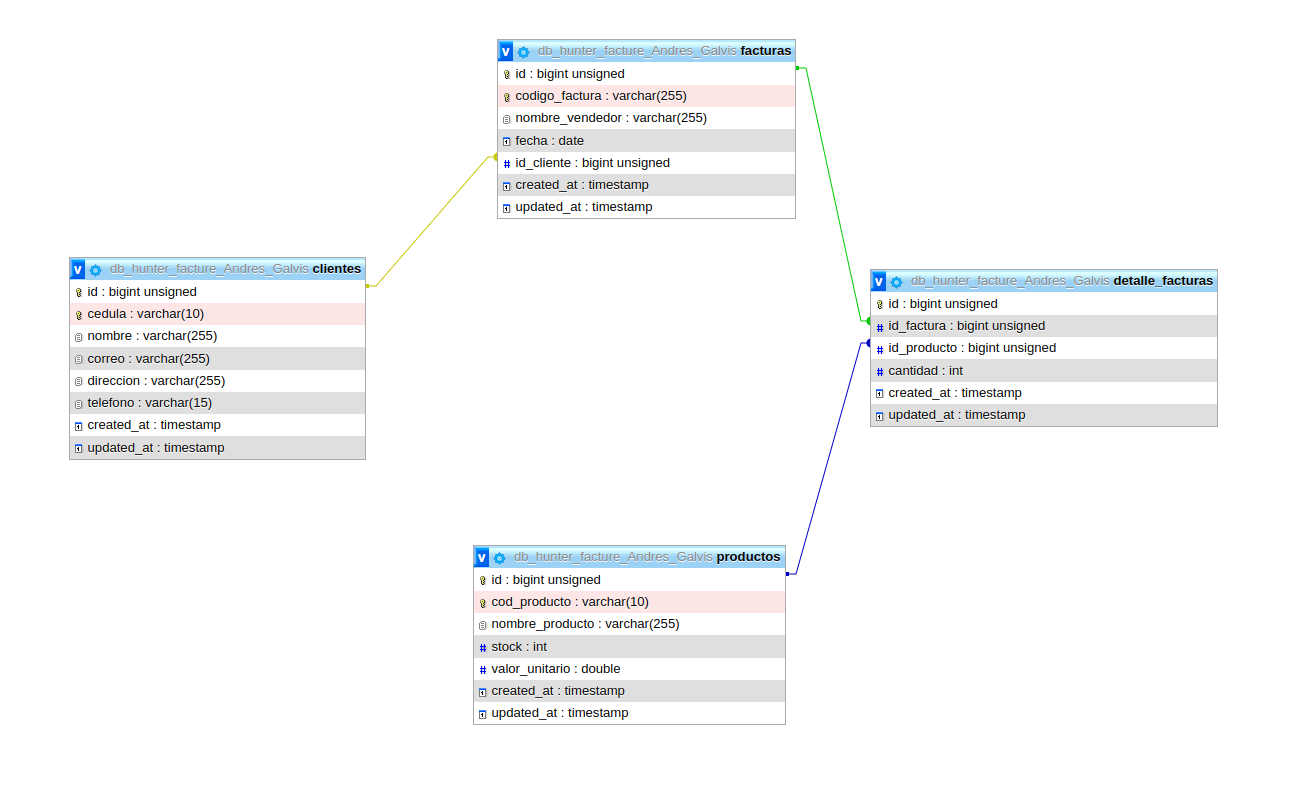 v db_hunter_facture_Andres_Galvis facturas
id : bigint unsigned
codigo_factura : varchar(255)
nombre_vendedor : varchar(255)
fecha : date
# id_cliente : bigint unsigned
created_at : timestamp
updated_at : timestamp
v db_hunter_facture_Andres_Galvis clientes
id : bigint unsigned
cedula : varchar(10)
nombre : varchar(255)
correo : varchar(255)
direccion : varchar(255)
telefono : varchar(15)
created_at : timestamp
updated_at : timestamp
v db_hunter_facture_Andres_Galvis detalle_facturas
id : bigint unsigned
# id_factura : bigint unsigned
# id_producto : bigint unsigned
# cantidad : int
created_at : timestamp
updated_at : timestamp
v db_hunter_facture_Andres_Galvis productos
id : bigint unsigned
cod_producto : varchar(10)
nombre_producto : varchar(255)
# stock : int
# valor_unitario : double
created_at : timestamp
updated_at : timestamp